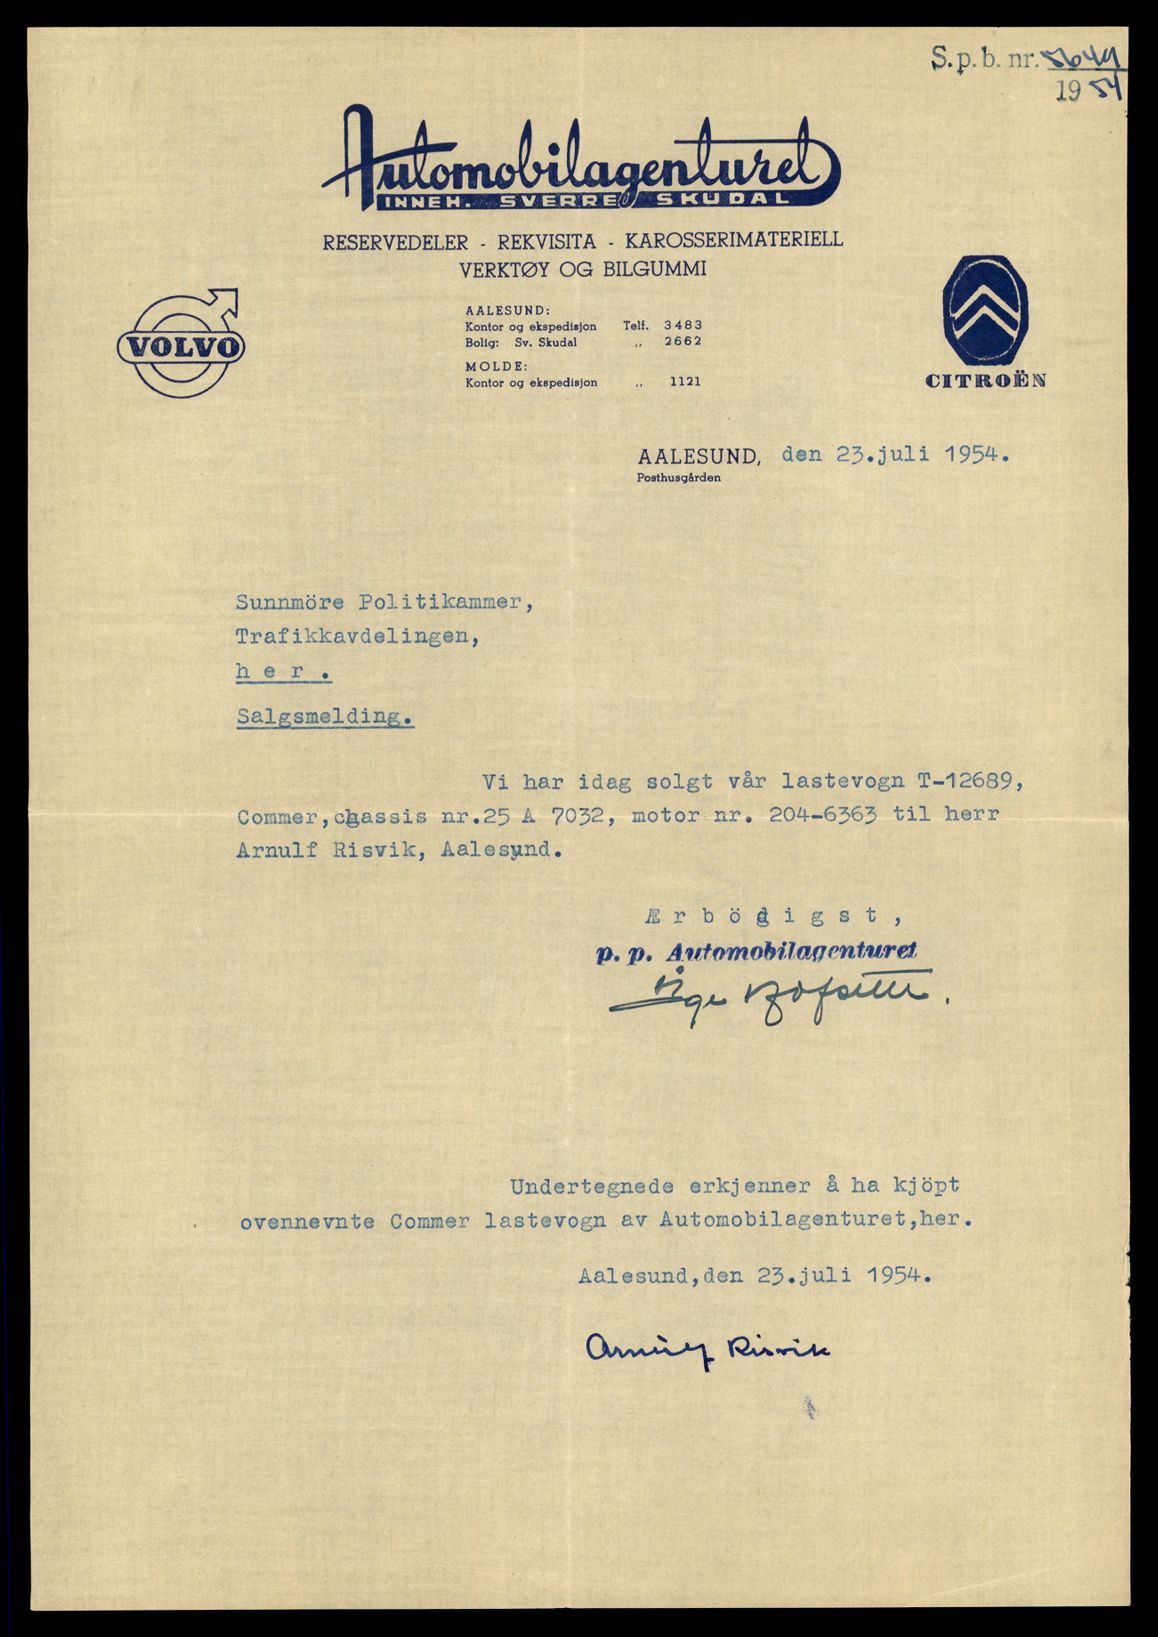 S.p.b. nr. 5649
1954
Automobilagenturet
INNEH. SVERRE SKUDAL
RESERVEDELER - REKVISITA - KAROSSERIMATERIELL
VERKTØY OG BILGUMMI
VOLVO
AALESUND:
Kontor og ekspedisjon Telf. 3483
Bolig: Sv. Skudal „ 2662
MOLDE:
Kontor og ekspedisjon „ 1121
CITROËN
AALESUND, den 23.juli 1954.
Posthusgården
Sunnmöre Politikammer,
Trafikkavdelingen,
h e r .
Salgsmelding.
Vi har idag solgt vår lastevogn T-12689,
Commer,chassis nr.25 A 7032, motor nr. 204-6363 til herr
Arnulf Risvik, Aalesund.
Æ r b ö d i g s t ,
p. p. Automobilagenturet
Åge Hofseth.
Undertegnede erkjenner å ha kjöpt
ovennevnte Commer lastevogn av Automobilagenturet,her.
Aalesund,den 23.juli 1954.
Arnulf Risvik